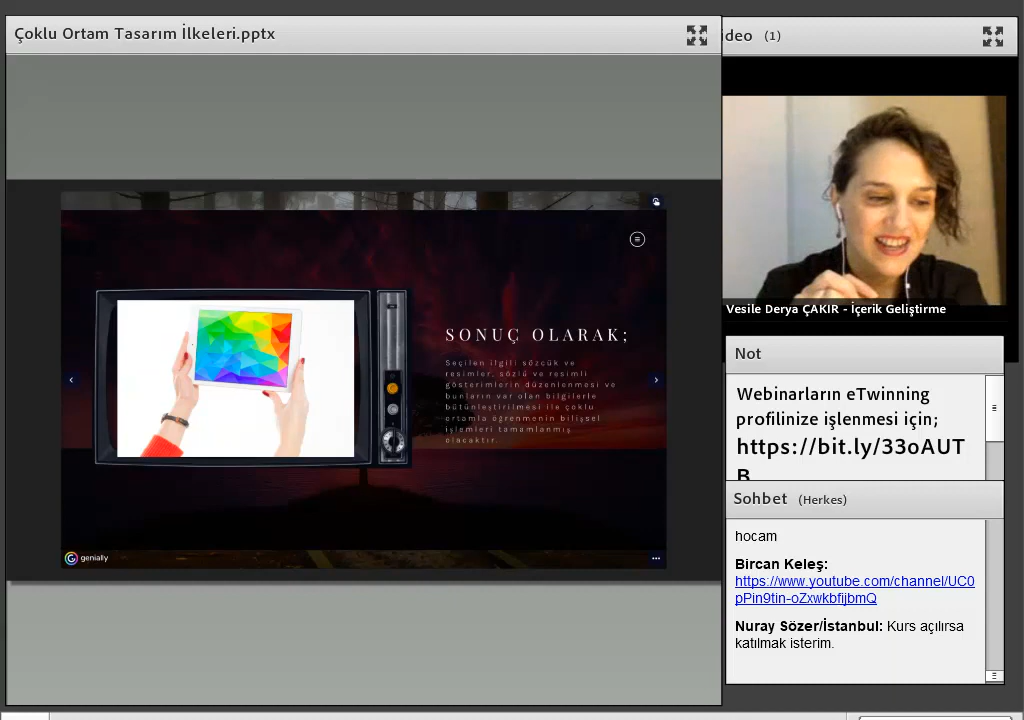 Çoklu Ortam Tasarım İlkeleri.pptx
ideo (1)
SONUÇ OLARAK;
Seçilen ilgili sözcük ve
resimler, sözlü ve resimli
gösterimlerin düzenlenmesi ve
bunların var olan bilgilerle
bütünleştirilmesi ile çoklu
ortamla öğrenmenin bilişsel
işlemleri tamamlanmış
olacaktır.
genially
Vesile Derya ÇAKIR - İçerik Geliştirme
Not
Webinarların eTwinning
profilinize işlenmesi için;
https://bit.ly/33oAUT
B
Sohbet (Herkes)
hocam
Bircan Keleş:
https://www.youtube.com/channel/UC0
pPin9tin-oZxwkbfijbmQ
Nuray Sözer/İstanbul: Kurs açılırsa
katılmak isterim.